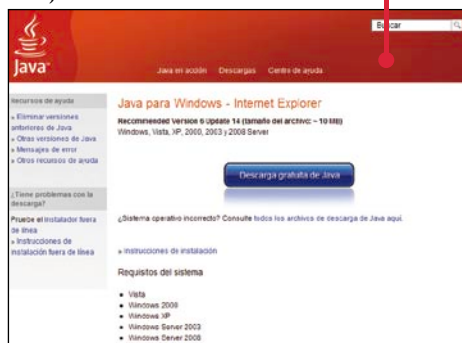 Buscar
Java
Java en acción Descargas Centro de ayuda
Recursos de ayuda
» Eliminar versiones
anteriores de Java
» Otras versiones de Java
» Mensajes de error
» Otros recursos de ayuda
¿Tiene problemas con la
descarga?
Pruebe el instalador fuera
de línea
» Instrucciones de
instalación fuera de línea
Java para Windows - Internet Explorer
Recommended Version 6 Update 14 (tamaño del archivo: ~ 10 MB)
Windows, Vista, XP, 2000, 2003 y 2008 Server
Descarga gratuita de Java
¿Sistema operativo incorrecto? Consulte todos los archivos de descarga de Java aquí.
» Instrucciones de instalación
Requisitos del sistema
• Vista
• Windows 2000
• Windows XP
• Windows Server 2003
• Windows Server 2008